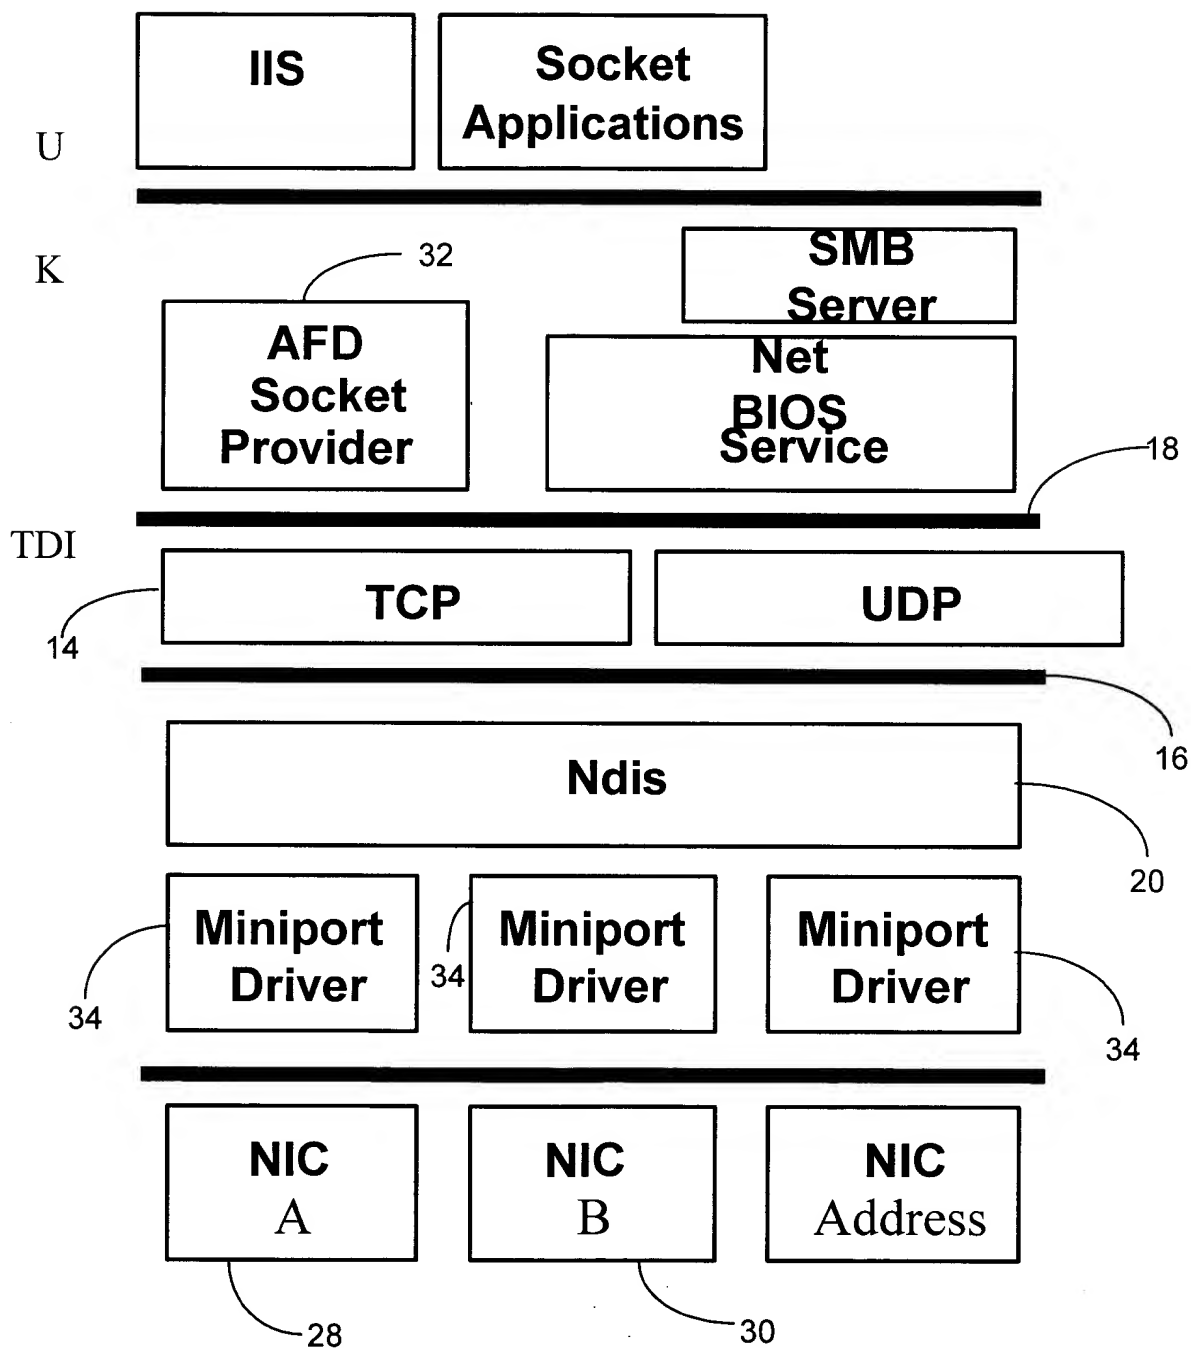 IIS
Socket
Applications
U
K
32
SMB
Server
AFD
Socket
Provider
Net
BIOS
Service
18
TDI
TCP
UDP
14
16
Ndis
20
Miniport
Driver
34
Miniport
Driver
34
Miniport
Driver
34
NIC
A
NIC
B
NIC
Address
28
30